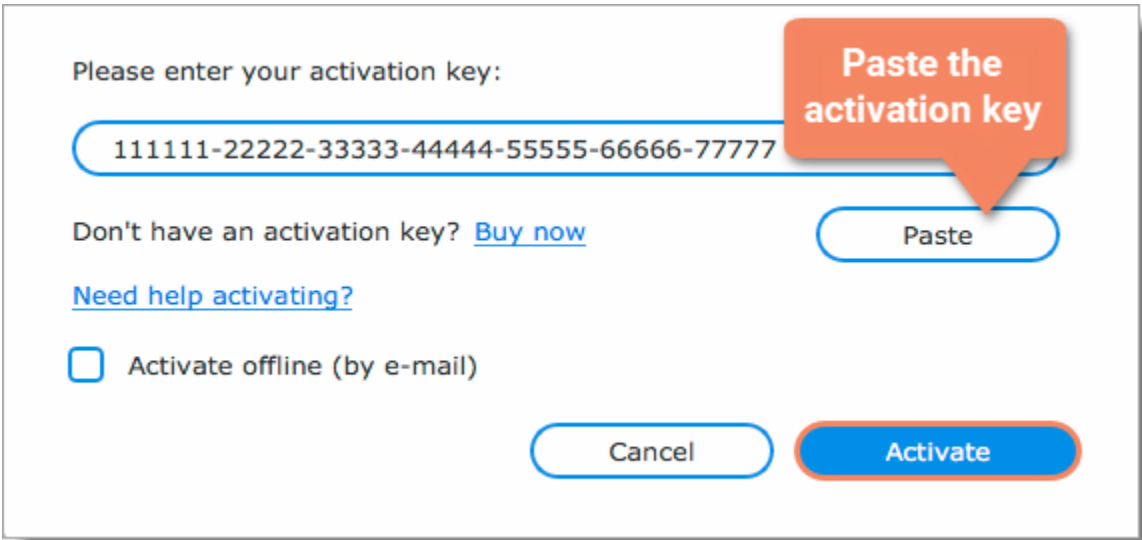 Please enter your activation key:
Paste the
activation key
111111-22222-33333-44444-55555-66666-77777
Don't have an activation key? Buy now
Paste
Need help activating?
Activate offline (by e-mail)
Cancel
Activate